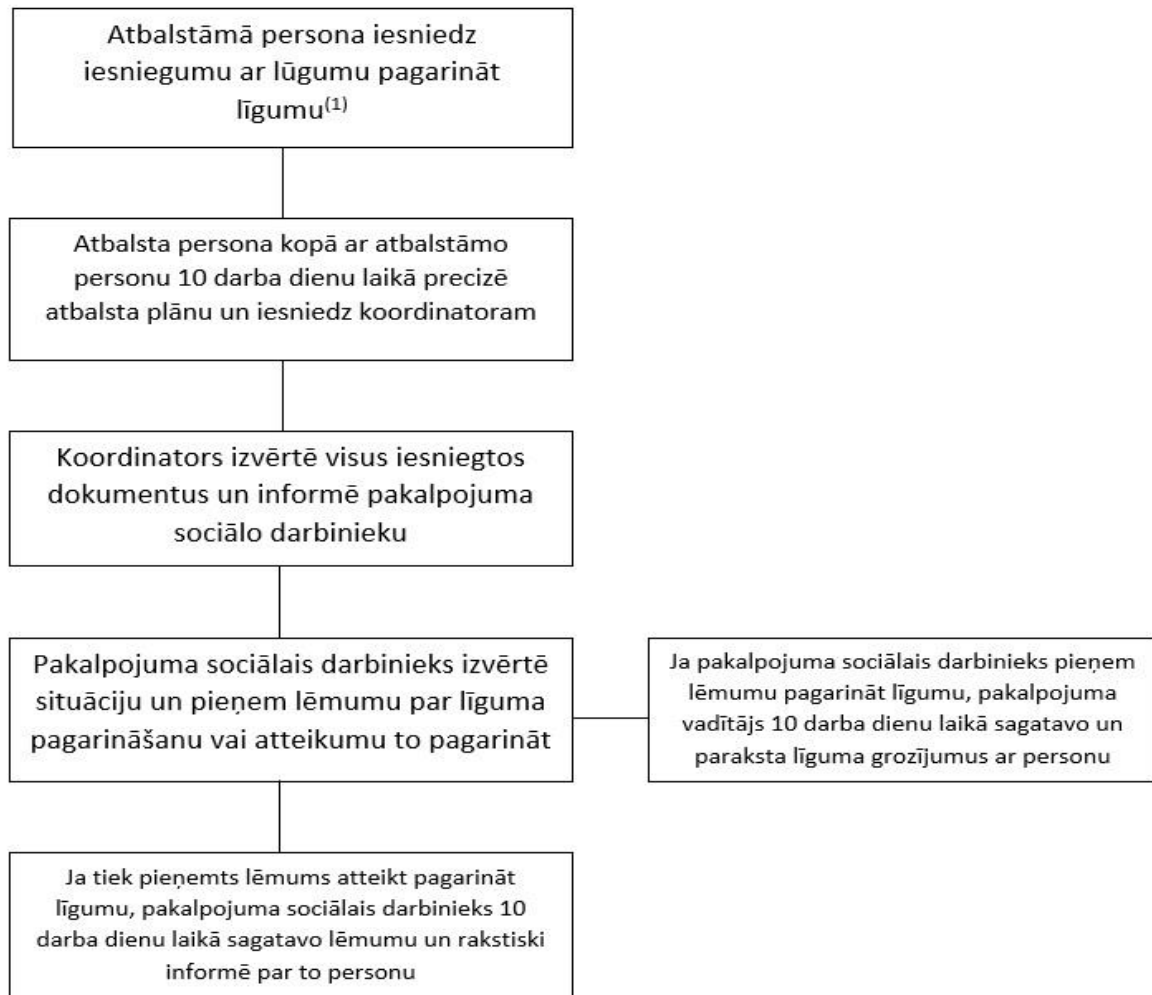 Atbalstāmā persona iesniedz
iesniegumu ar lūgumu pagarināt
līgumu(1)
Atbalsta persona kopā ar atbalstāmo
personu 10 darba dienu laikā precizē
atbalsta plānu un iesniedz koordinatoram
Koordinators izvērtē visus iesniegtos
dokumentus un informē pakalpojuma
sociālo darbinieku
Pakalpojuma sociālais darbinieks izvērtē
situāciju un pieņem lēmumu par līguma
pagarināšanu vai atteikumu to pagarināt
Ja pakalpojuma sociālais darbinieks pieņem
lēmumu pagarināt līgumu, pakalpojuma
vadītājs 10 darba dienu laikā sagatavo un
paraksta līguma grozījumus ar personu
Ja tiek pieņemts lēmums atteikt pagarināt
līgumu, pakalpojuma sociālais darbinieks 10
darba dienu laikā sagatavo lēmumu un rakstiski
informē par to personu